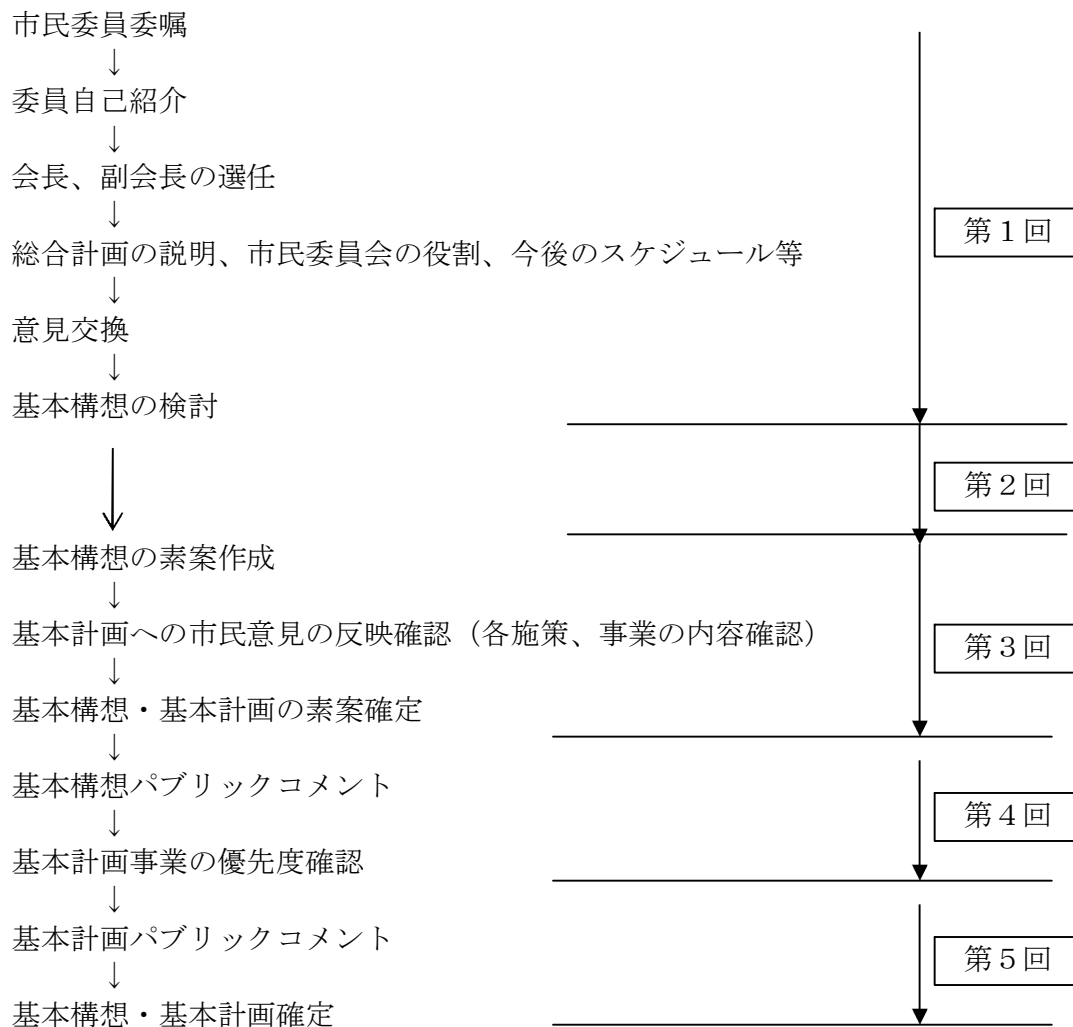 市民委員委嘱
↓
委員自己紹介
↓
会長、副会長の選任
↓
総合計画の説明、市民委員会の役割、今後のスケジュール等
↓
意見交換
↓
基本構想の検討
第１回
第２回
基本構想の素案作成
↓
基本計画への市民意見の反映確認（各施策、事業の内容確認）
↓
基本構想・基本計画の素案確定
第３回
↓
基本構想パブリックコメント
↓
基本計画事業の優先度確認
第４回
↓
基本計画パブリックコメント
↓
基本構想・基本計画確定
第５回